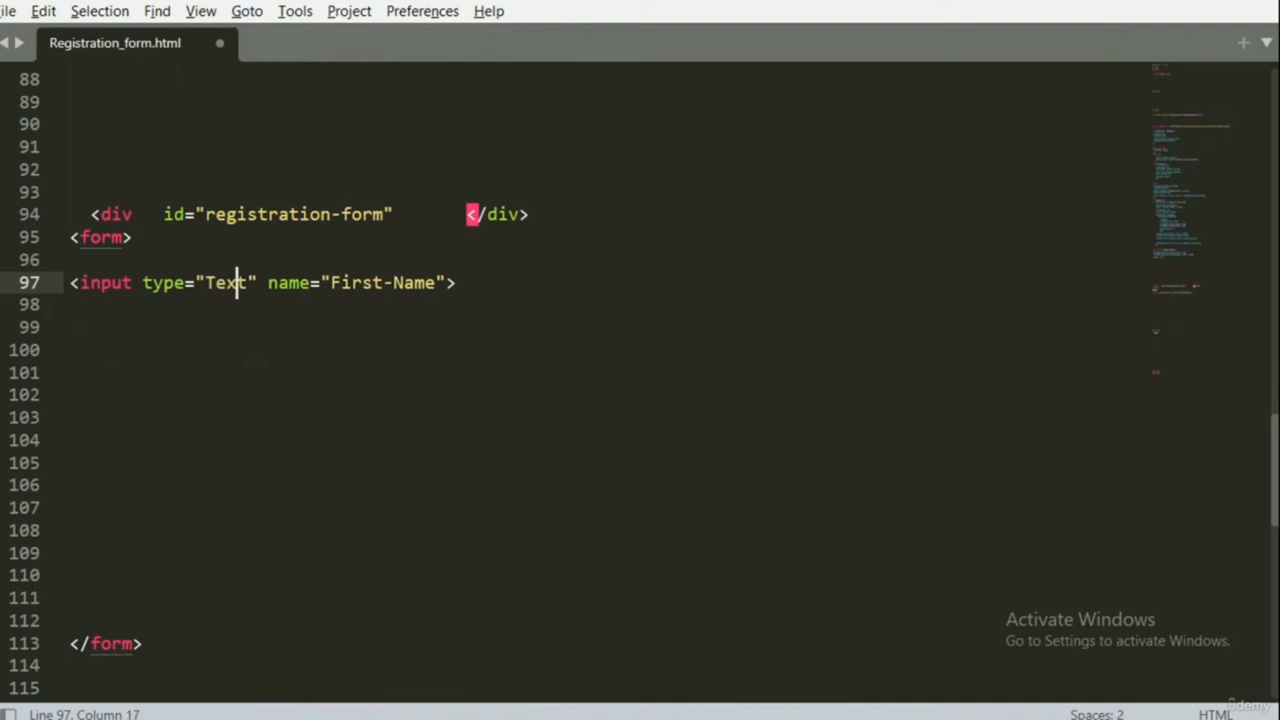 ile Edit Selection Find View Goto Tools Project Preferences Help
Registration_form.html
88
89
90
91
92
93
94 <div id="registration-form" </div>
95 <form>
96
97 <input type="Text" name="First-Name">
98
99
100
101
102
103
104
105
106
107
108
109
110
111
112
113 </form>
114
115
Activate Windows
Go to Settings to activate Windows.
Udemy
Line 97, Column 17 Spaces: 2 HTML